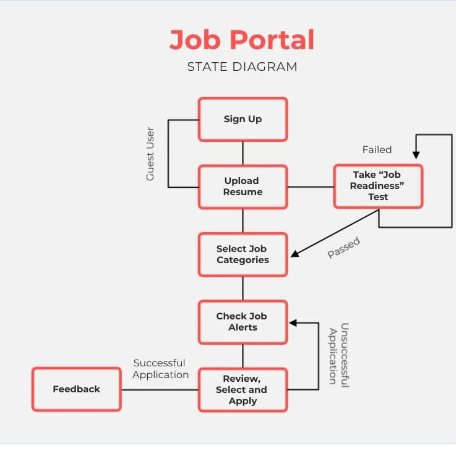 Job Portal
STATE DIAGRAM
Sign Up
Guest User
Failed
Upload
Resume
Take “Job
Readiness”
Test
Passed
Select Job
Categories
Check Job
Alerts
Unsuccessful
Application
Successful
Application
Feedback
Review,
Select and
Apply